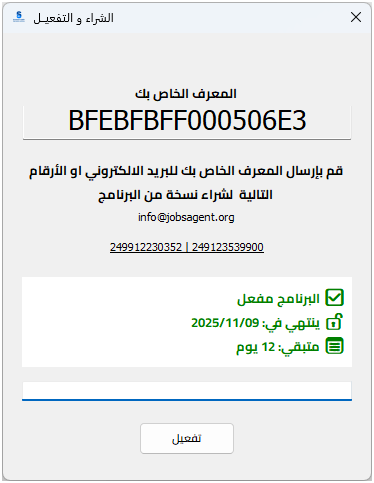 الشراء و التفعيـل
المعرف الخاص بك
BFEBFBFF000506E3
قم بإرسال المعرف الخاص بك للبريد الالكتروني او الأرقام
التالية لشراء نسخة من البرنامج
info@jobsagent.org
249912230352 | 249123539900
البرنامج مفعل
ينتهي في: 2025/11/09
متبقي: 12 يوم
تفعيل